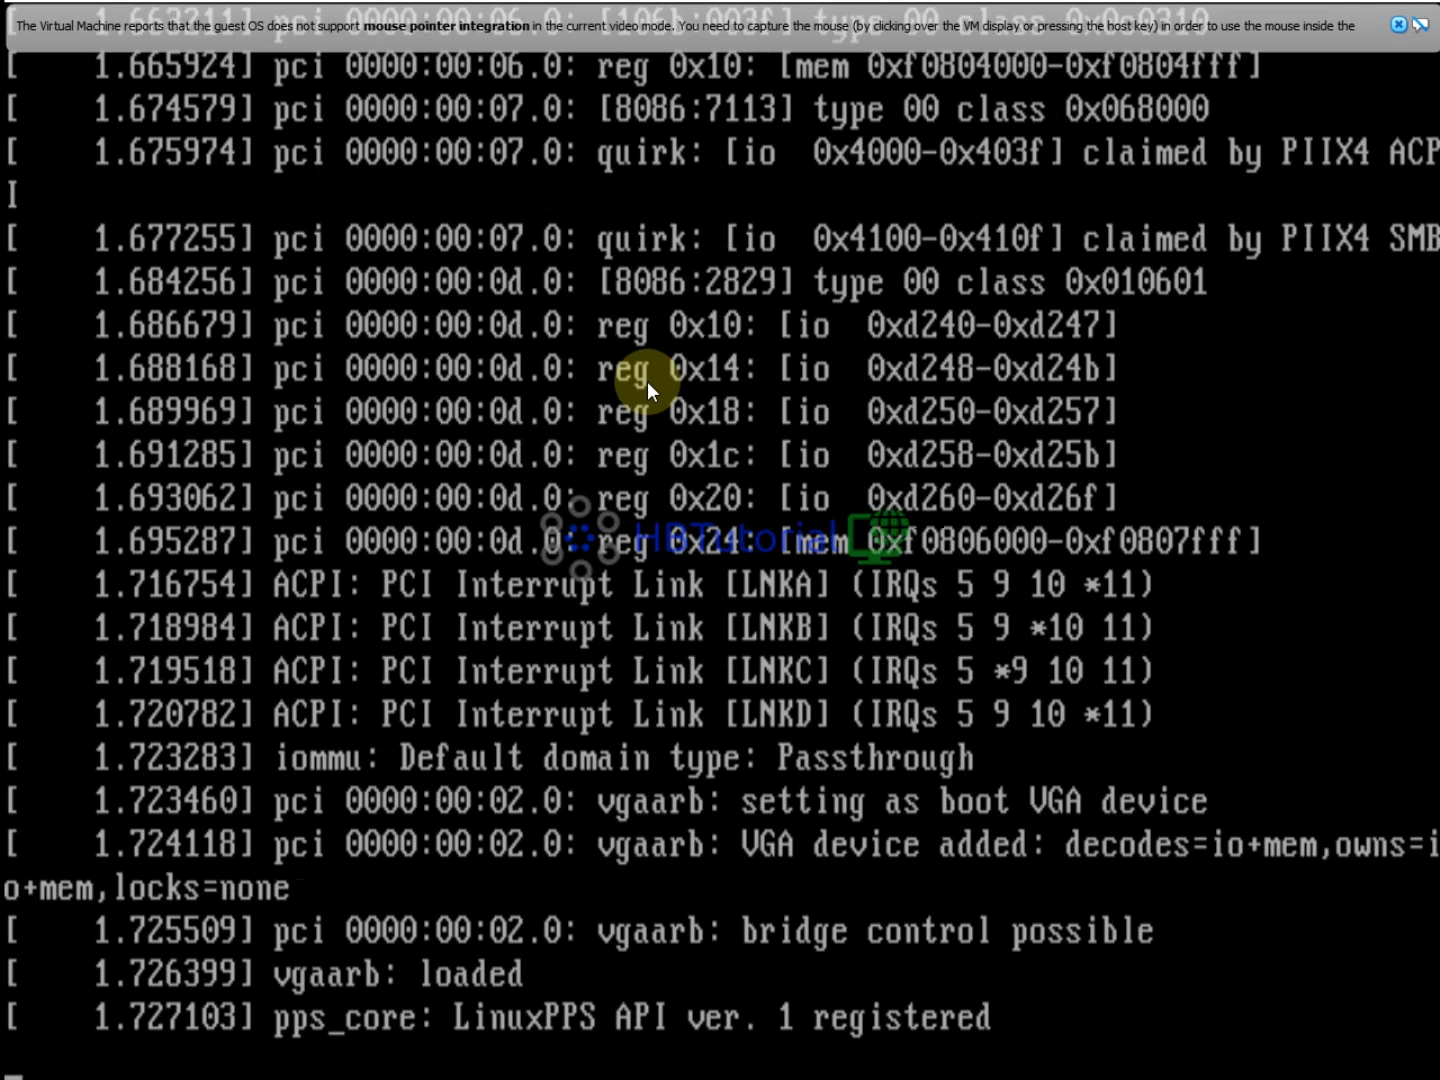 The Virtual Machine reports that the guest OS does not support mouse pointer integration in the current video mode. You need to capture the mouse (by clicking over the VM display or pressing the host key) in order to use the mouse inside the
[    1.665924] pci 0000:00:06.0: reg 0x10: [mem 0xf0804000-0xf0804fff]
[    1.674579] pci 0000:00:07.0: [8086:7113] type 00 class 0x068000
[    1.675974] pci 0000:00:07.0: quirk: [io  0x4000-0x403f] claimed by PIIX4 ACP
I
[    1.677255] pci 0000:00:07.0: quirk: [io  0x4100-0x410f] claimed by PIIX4 SMB
[    1.684256] pci 0000:00:0d.0: [8086:2829] type 00 class 0x010601
[    1.686679] pci 0000:00:0d.0: reg 0x10: [io  0xd240-0xd247]
[    1.688168] pci 0000:00:0d.0: reg 0x14: [io  0xd248-0xd24b]
[    1.689969] pci 0000:00:0d.0: reg 0x18: [io  0xd250-0xd257]
[    1.691285] pci 0000:00:0d.0: reg 0x1c: [io  0xd258-0xd25b]
[    1.693062] pci 0000:00:0d.0: reg 0x20: [io  0xd260-0xd26f]
HBTutorial
[    1.695287] pci 0000:00:0d.0: reg 0x24: [mem 0xf0806000-0xf0807fff]
[    1.716754] ACPI: PCI Interrupt Link [LNKA] (IRQs 5 9 10 *11)
[    1.718984] ACPI: PCI Interrupt Link [LNKB] (IRQs 5 9 *10 11)
[    1.719518] ACPI: PCI Interrupt Link [LNKC] (IRQs 5 *9 10 11)
[    1.720782] ACPI: PCI Interrupt Link [LNKD] (IRQs 5 9 10 *11)
[    1.723283] iommu: Default domain type: Passthrough
[    1.723460] pci 0000:00:02.0: vgaarb: setting as boot VGA device
[    1.724118] pci 0000:00:02.0: vgaarb: VGA device added: decodes=io+mem,owns=i
o+mem,locks=none
[    1.725509] pci 0000:00:02.0: vgaarb: bridge control possible
[    1.726399] vgaarb: loaded
[    1.727103] pps_core: LinuxPPS API ver. 1 registered